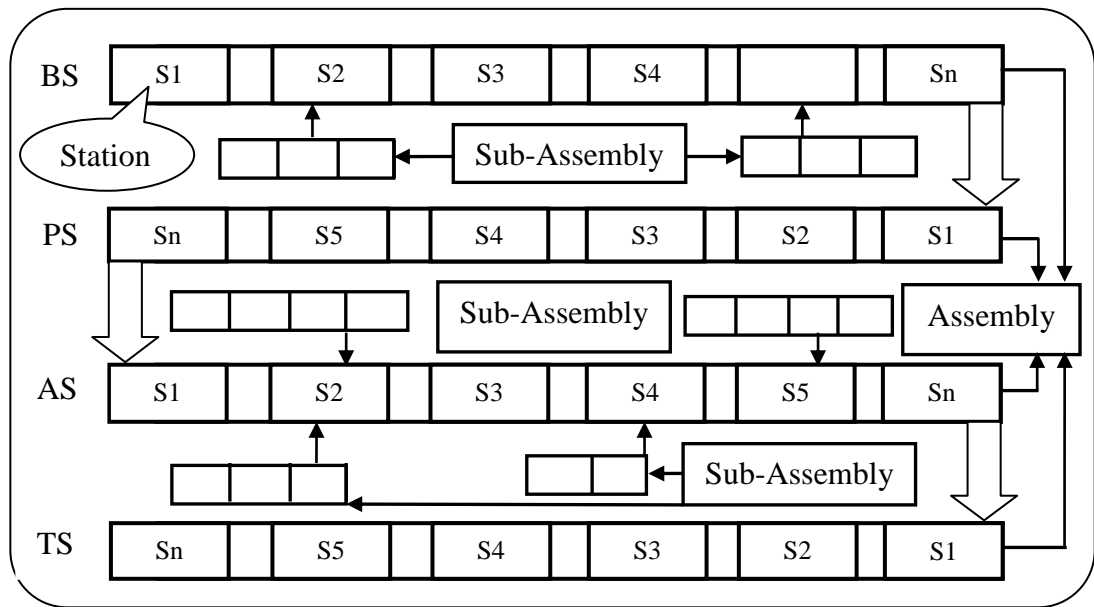 BS S1 S2 S3 S4 Sn
Station
Sub-Assembly
PS Sn S5 S4 S3 S2 S1
Sub-Assembly
Assembly
AS S1 S2 S3 S4 S5 Sn
Sub-Assembly
TS Sn S5 S4 S3 S2 S1